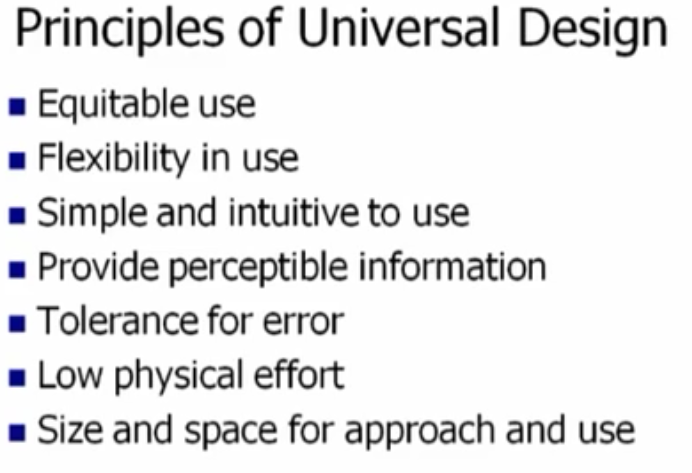 Principles of Universal Design
Equitable use
Flexibility in use
Simple and intuitive to use
Provide perceptible information
Tolerance for error
Low physical effort
Size and space for approach and use